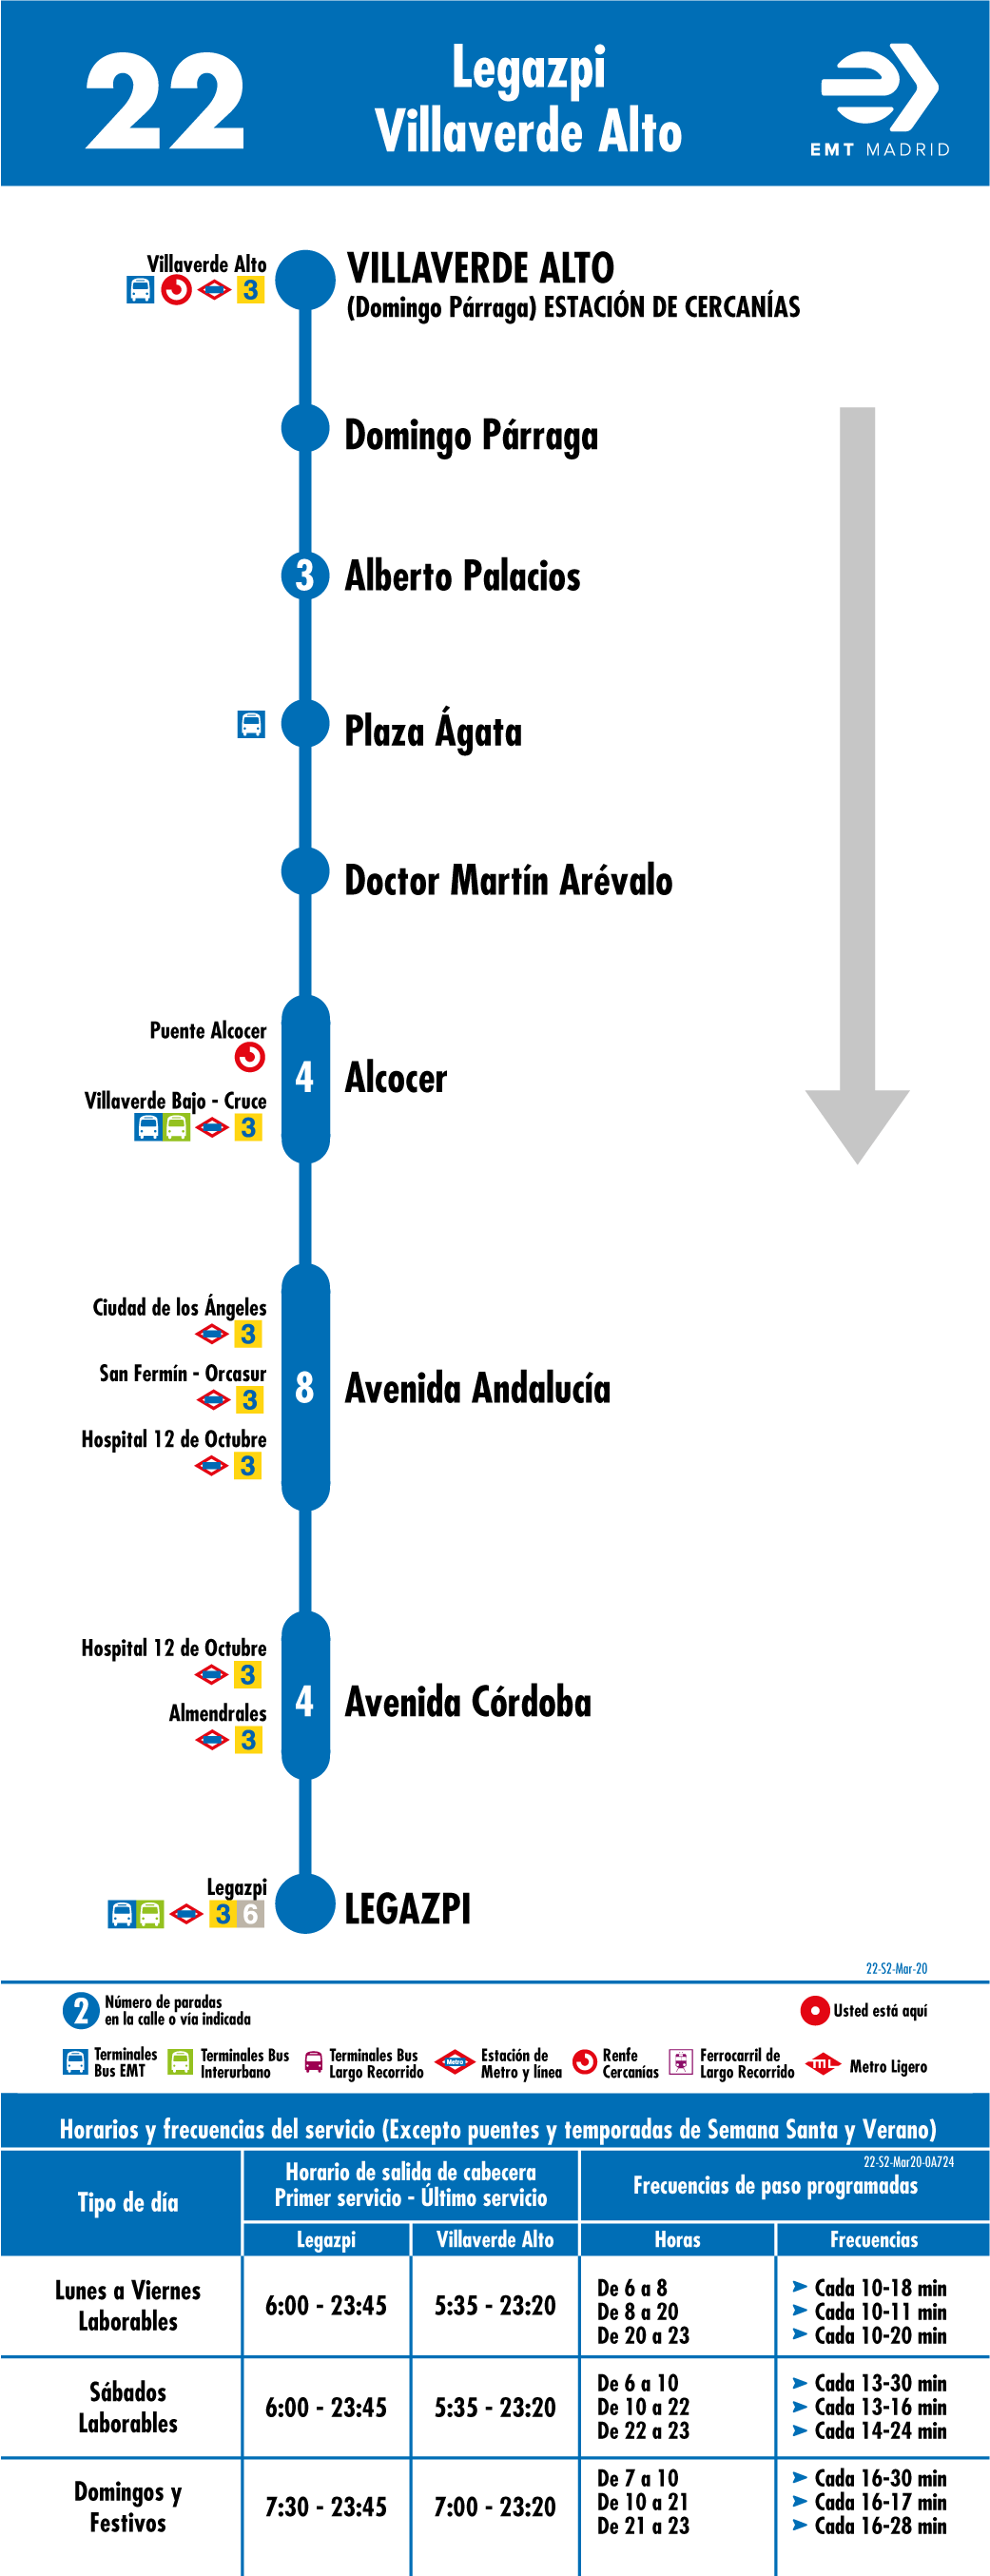 22
Legazpi
Villaverde Alto
EMT MADRID
Villaverde Alto
3
VILLAVERDE ALTO
(Domingo Párraga) ESTACIÓN DE CERCANÍAS
Domingo Párraga
3
Alberto Palacios
Plaza Ágata
Doctor Martín Arévalo
Puente Alcocer
Villaverde Bajo - Cruce
3
4
Alcocer
Ciudad de los Ángeles
3
San Fermín - Orcasur
3
Hospital 12 de Octubre
3
8
Avenida Andalucía
Hospital 12 de Octubre
3
Almendrales
3
4
Avenida Córdoba
Legazpi
3 6
LEGAZPI
22-S2-Mar-20
2
Número de paradas
en la calle o vía indicada
Usted está aquí
Terminales
Bus EMT
Terminales Bus
Interurbano
Terminales Bus
Largo Recorrido
Metro
Estación de
Metro y línea
Renfe
Cercanías
Ferrocarril de
Largo Recorrido
ML
Metro Ligero
Horarios y frecuencias del servicio (Excepto puentes y temporadas de Semana Santa y Verano)
22-S2-Mar20-0A724
Tipo de día
Horario de salida de cabecera
Primer servicio - Último servicio
Frecuencias de paso programadas
Legazpi
Villaverde Alto
Horas
Frecuencias
Lunes a Viernes
Laborables
6:00 - 23:45
5:35 - 23:20
De 6 a 8
Cada 10-18 min
De 8 a 20
Cada 10-11 min
De 20 a 23
Cada 10-20 min
Sábados
Laborables
6:00 - 23:45
5:35 - 23:20
De 6 a 10
Cada 13-30 min
De 10 a 22
Cada 13-16 min
De 22 a 23
Cada 14-24 min
Domingos y
Festivos
7:30 - 23:45
7:00 - 23:20
De 7 a 10
Cada 16-30 min
De 10 a 21
Cada 16-17 min
De 21 a 23
Cada 16-28 min